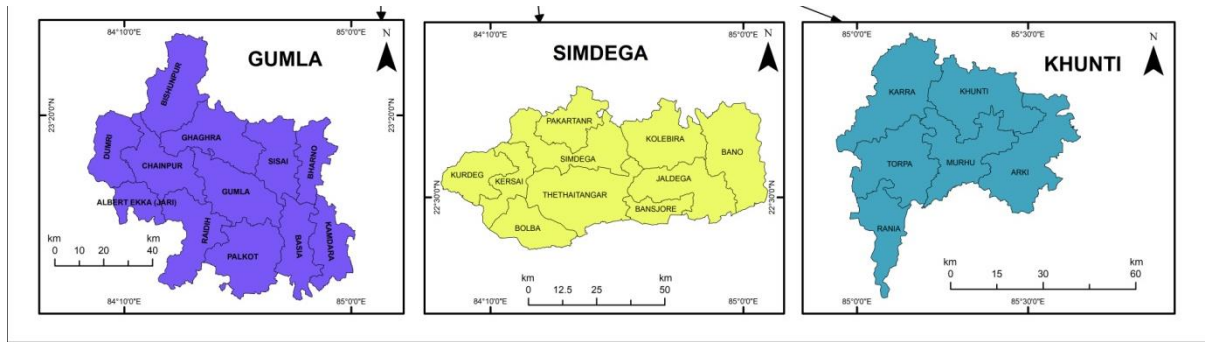 84°10'0"E
85°0'0"E
N
GUMLA
23°20'0"N
23°20'0"N
BISHUNPUR
DUMRI
GHAGHRA
SISAI
BHARNO
CHAINPUR
GUMLA
ALBERT EKKA (JARI)
RAIDIH
PALKOT
BASIA
KAMDARA
km
0 10 20 40
84°10'0"E
85°0'0"E
84°10'0"E
85°0'0"E
N
SIMDEGA
PAKARTANR
KOLEBIRA
BANO
SIMDEGA
KURDEG
KERSAI
THETHAITANGAR
JALDEGA
BANSJORE
BOLBA
22°30'0"N
22°30'0"N
km
0 12.5 25 50
84°10'0"E
85°0'0"E
85°0'0"E
85°30'0"E
N
KHUNTI
KARRA
KHUNTI
TORPA
MURHU
ARKI
RANIA
km
0 15 30 60
85°0'0"E
85°30'0"E